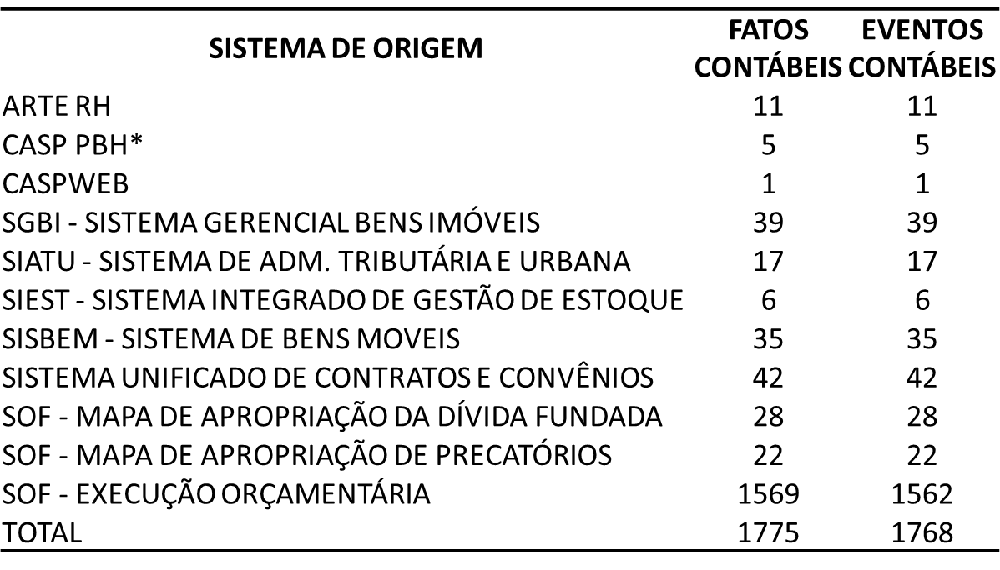 SISTEMA DE ORIGEM FATOS CONTÁBEIS EVENTOS CONTÁBEIS
ARTE RH 11 11
CASP PBH* 5 5
CASPWEB 1 1
SGBI - SISTEMA GERENCIAL BENS IMÓVEIS 39 39
SIATU - SISTEMA DE ADM. TRIBUTÁRIA E URBANA 17 17
SIEST - SISTEMA INTEGRADO DE GESTÃO DE ESTOQUE 6 6
SISBEM - SISTEMA DE BENS MOVEIS 35 35
SISTEMA UNIFICADO DE CONTRATOS E CONVÊNIOS 42 42
SOF - MAPA DE APROPRIAÇÃO DA DÍVIDA FUNDADA 28 28
SOF - MAPA DE APROPRIAÇÃO DE PRECATÓRIOS 22 22
SOF - EXECUÇÃO ORÇAMENTÁRIA 1569 1562
TOTAL 1775 1768